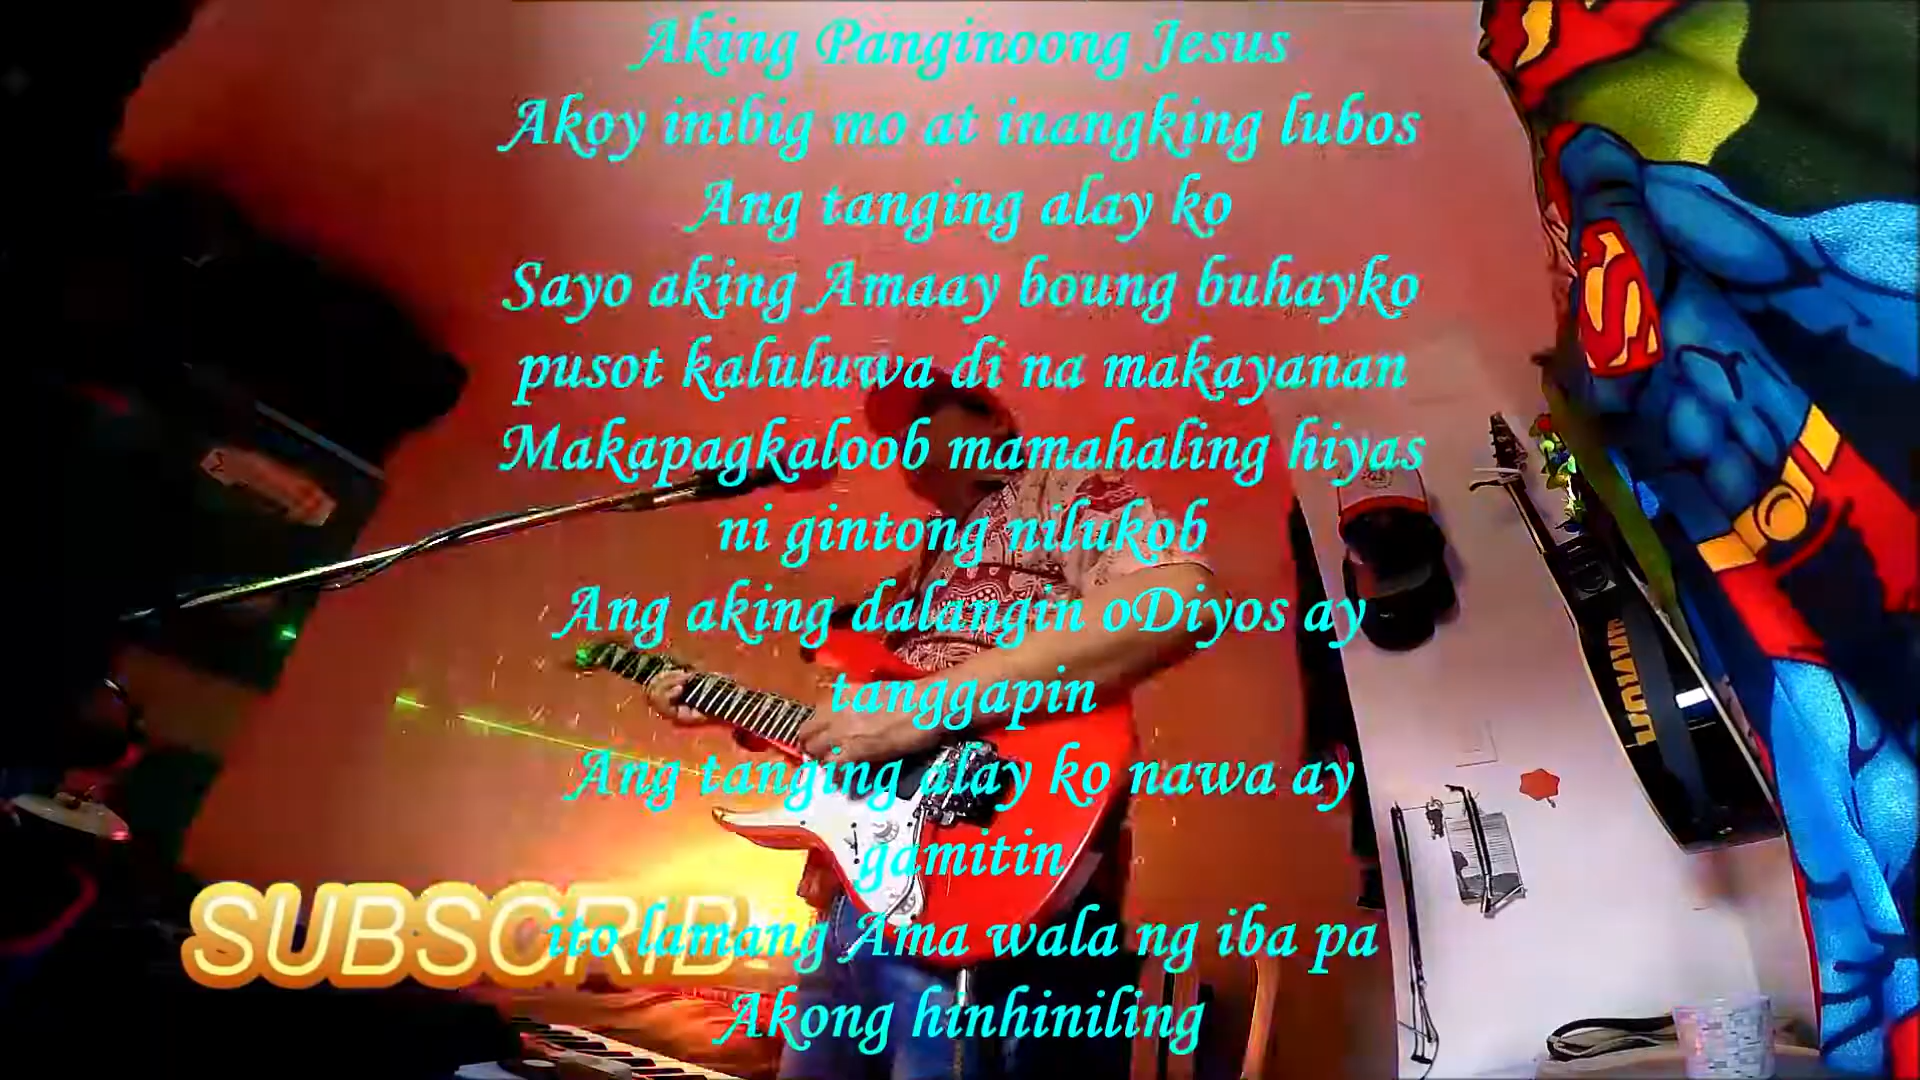 Aking Panginoong Jesus
Akoy inibig mo at inangking lubos
Ang tanging alay ko
Sayo aking Amaay boung buhayko
pusot kaluluwa di na makayanan
Makapagkaloob mamahaling hiyas
ni gintong nilukob
Ang aking dalangin oDiyos ay
tanggapin
Ang tanging alay ko nawa ay
gamitin
ito lamang Ama wala ng iba pa
Akong hinhiniling
SUBSCRIB
S